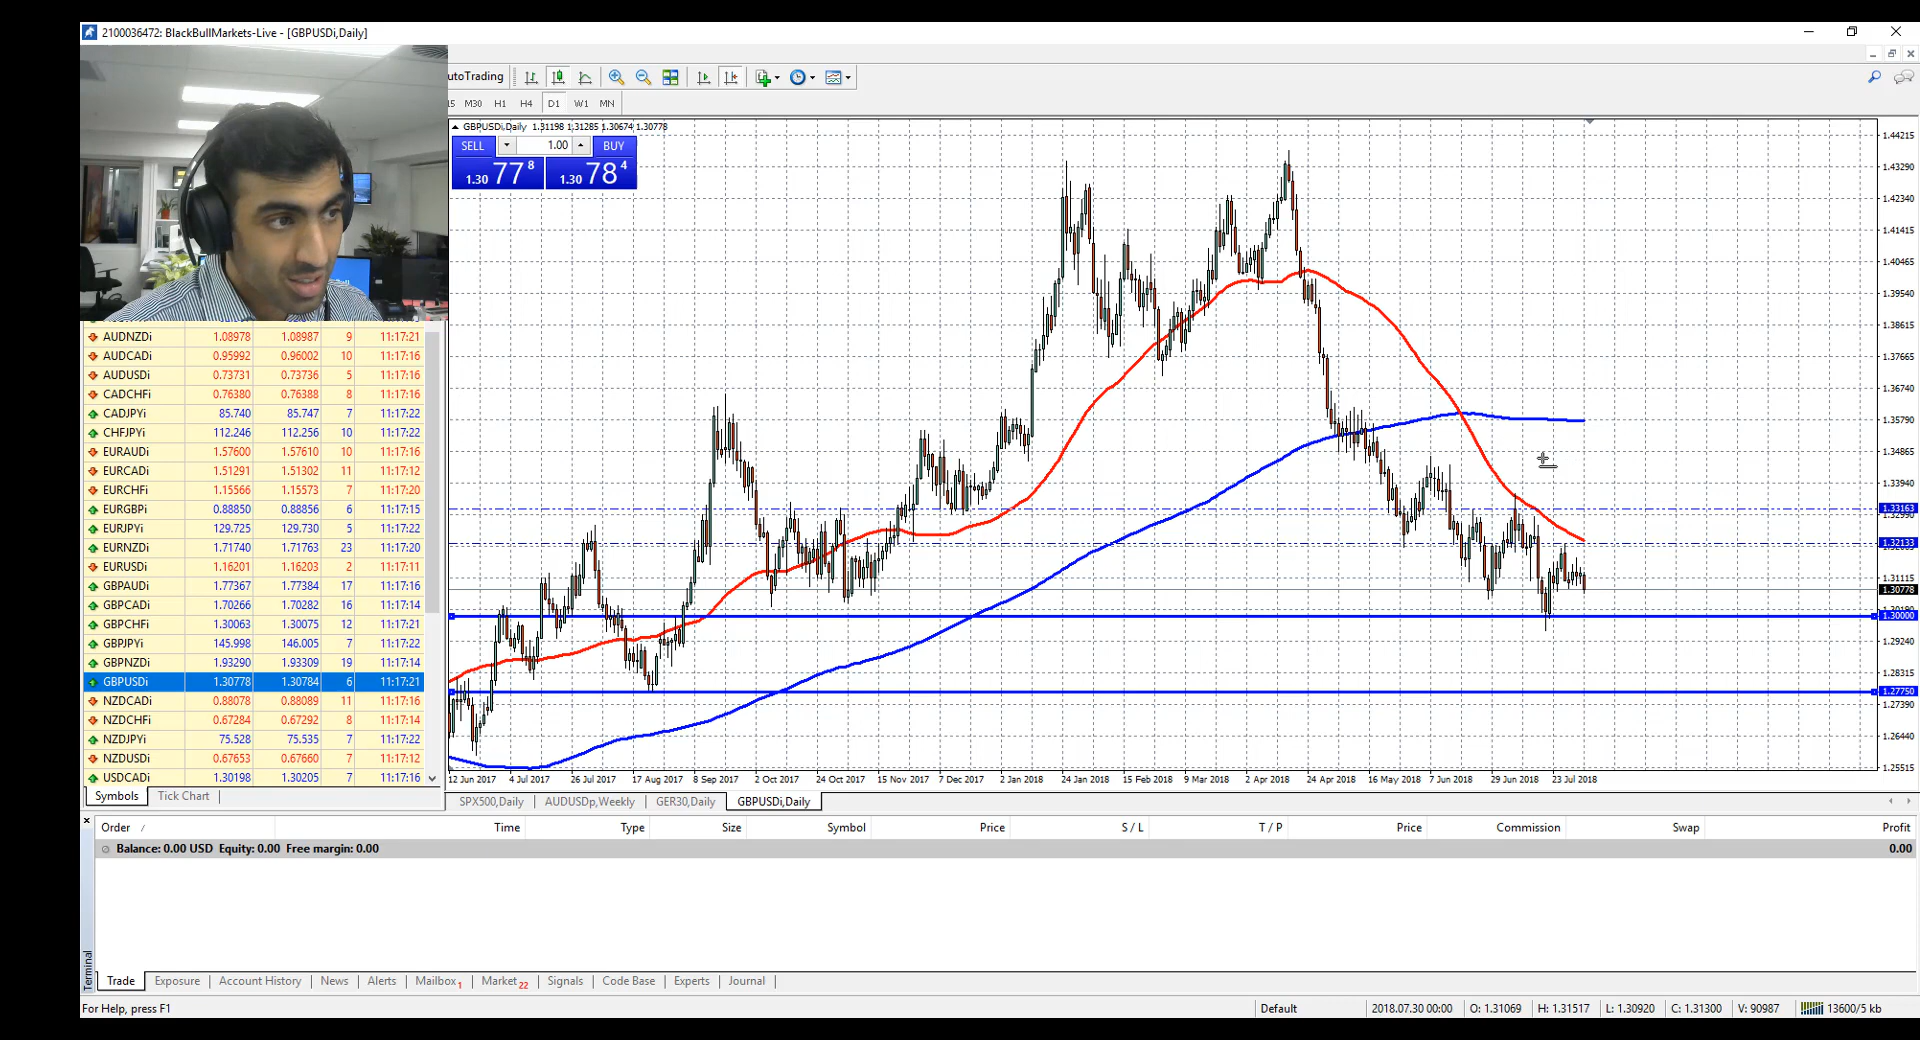 2100036472: BlackBullMarkets-Live - [GBPUSDi,Daily]
utoTrading
15 M30 H1 H4 D1 W1 MN
GBPUSDi,Daily 1.31198 1.31285 1.30674 1.30778
SELL 1.00 BUY
1.30 77 8 1.30 78 4
1.44215
1.43290
1.42340
1.41415
1.40465
1.39540
1.38615
1.37665
1.36740
1.35790
1.34865
1.33940
1.33163
1.32133
1.31115
1.30778
1.30000
1.29240
1.28315
1.27750
1.27390
1.26440
1.25515
AUDNZDi 1.08978 1.08987 9 11:17:21
AUDCADi 0.95992 0.96002 10 11:17:16
AUDUSDi 0.73731 0.73736 5 11:17:16
CADCHFi 0.76380 0.76388 8 11:17:16
CADJPYi 85.740 85.747 7 11:17:22
CHFJPYi 112.246 112.256 10 11:17:22
EURAUDi 1.57600 1.57610 10 11:17:16
EURCADi 1.51291 1.51302 11 11:17:12
EURCHFi 1.15566 1.15573 7 11:17:20
EURGBPi 0.88850 0.88856 6 11:17:15
EURJPYi 129.725 129.730 5 11:17:22
EURNZDi 1.71740 1.71763 23 11:17:20
EURUSDi 1.16201 1.16203 2 11:17:11
GBPAUDi 1.77367 1.77384 17 11:17:16
GBPCADi 1.70266 1.70282 16 11:17:14
GBPCHFi 1.30063 1.30075 12 11:17:21
GBPJPYi 145.998 146.005 7 11:17:22
GBPNZDi 1.93290 1.93309 19 11:17:14
GBPUSDi 1.30778 1.30784 6 11:17:21
NZDCADi 0.88078 0.88089 11 11:17:16
NZDCHFi 0.67284 0.67292 8 11:17:14
NZDJPYi 75.528 75.535 7 11:17:22
NZDUSDi 0.67653 0.67660 7 11:17:12
USDCADi 1.30198 1.30205 7 11:17:16
12 Jun 2017 4 Jul 2017 26 Jul 2017 17 Aug 2017 8 Sep 2017 2 Oct 2017 24 Oct 2017 15 Nov 2017 7 Dec 2017 2 Jan 2018 24 Jan 2018 15 Feb 2018 9 Mar 2018 2 Apr 2018 24 Apr 2018 16 May 2018 7 Jun 2018 29 Jun 2018 23 Jul 2018
Symbols Tick Chart
SPX500,Daily AUDUSDp,Weekly GER30,Daily GBPUSDi,Daily
Order / Time Type Size Symbol Price S / L T / P Price Commission Swap Profit
Balance: 0.00 USD Equity: 0.00 Free margin: 0.00 0.00
Terminal
Trade Exposure Account History News Alerts Mailbox 1 Market 22 Signals Code Base Experts Journal
For Help, press F1 Default 2018.07.30 00:00 O: 1.31069 H: 1.31517 L: 1.30920 C: 1.31300 V: 90987 13600/5 kb